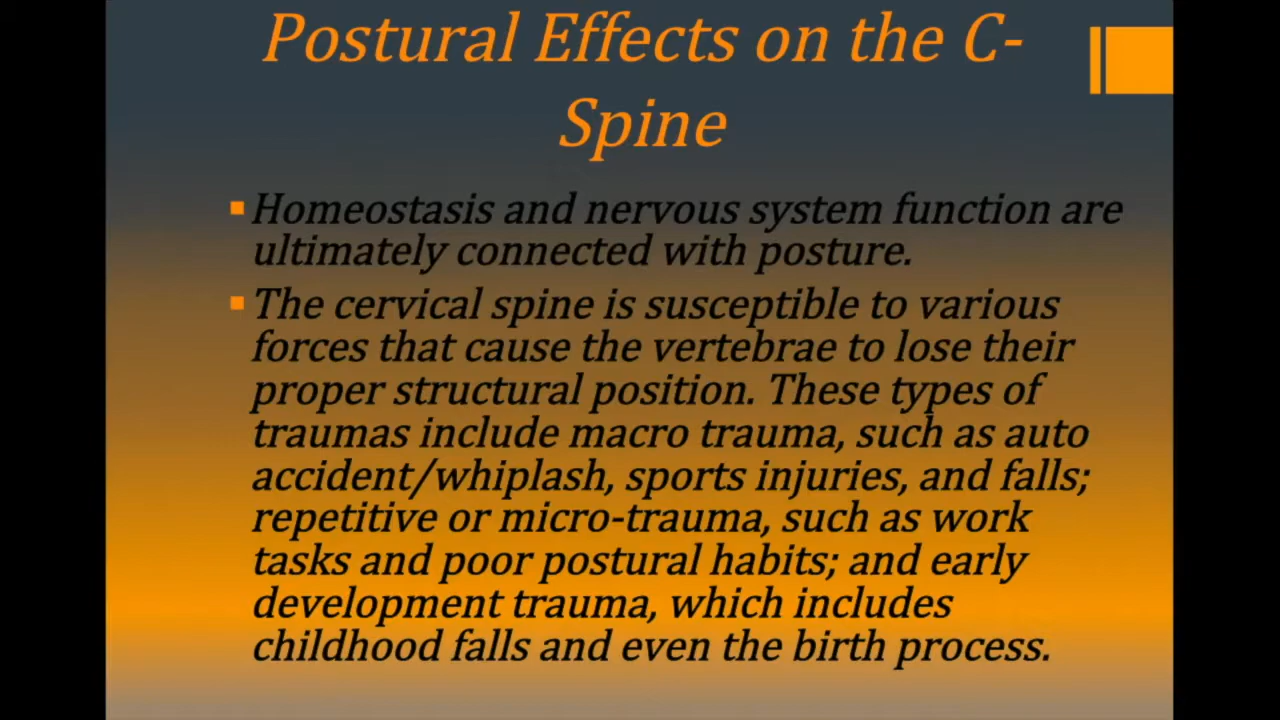 Postural Effects on the C-
Spine
Homeostasis and nervous system function are
ultimately connected with posture.
The cervical spine is susceptible to various
forces that cause the vertebrae to lose their
proper structural position. These types of
traumas include macro trauma, such as auto
accident/whiplash, sports injuries, and falls;
repetitive or micro-trauma, such as work
tasks and poor postural habits; and early
development trauma, which includes
childhood falls and even the birth process.